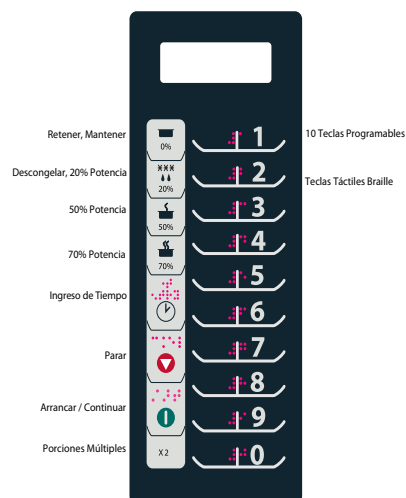 Retener, Mantener
0%
1
10 Teclas Programables
Descongelar, 20% Potencia
20%
2
Teclas Táctiles Braille
50% Potencia
50%
3
70% Potencia
70%
4
Ingreso de Tiempo
5
6
Parar
7
8
Arrancar / Continuar
9
Porciones Múltiples
X 2
0